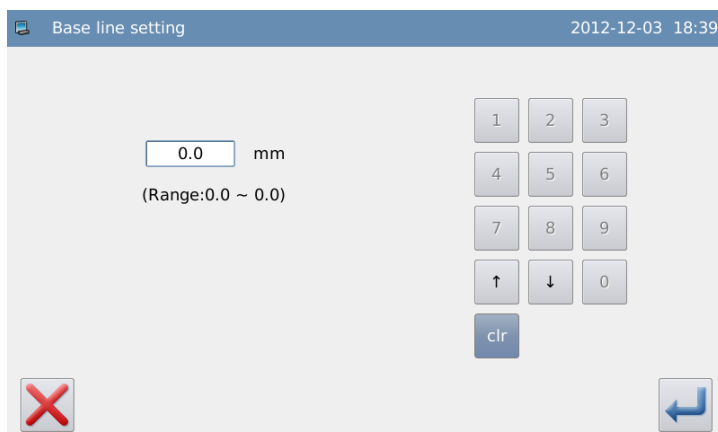 Base line setting 2012-12-03 18:39
0.0 mm
(Range:0.0 ~ 0.0)
1 2 3
4 5 6
7 8 9
↑ ↓ 0
clr